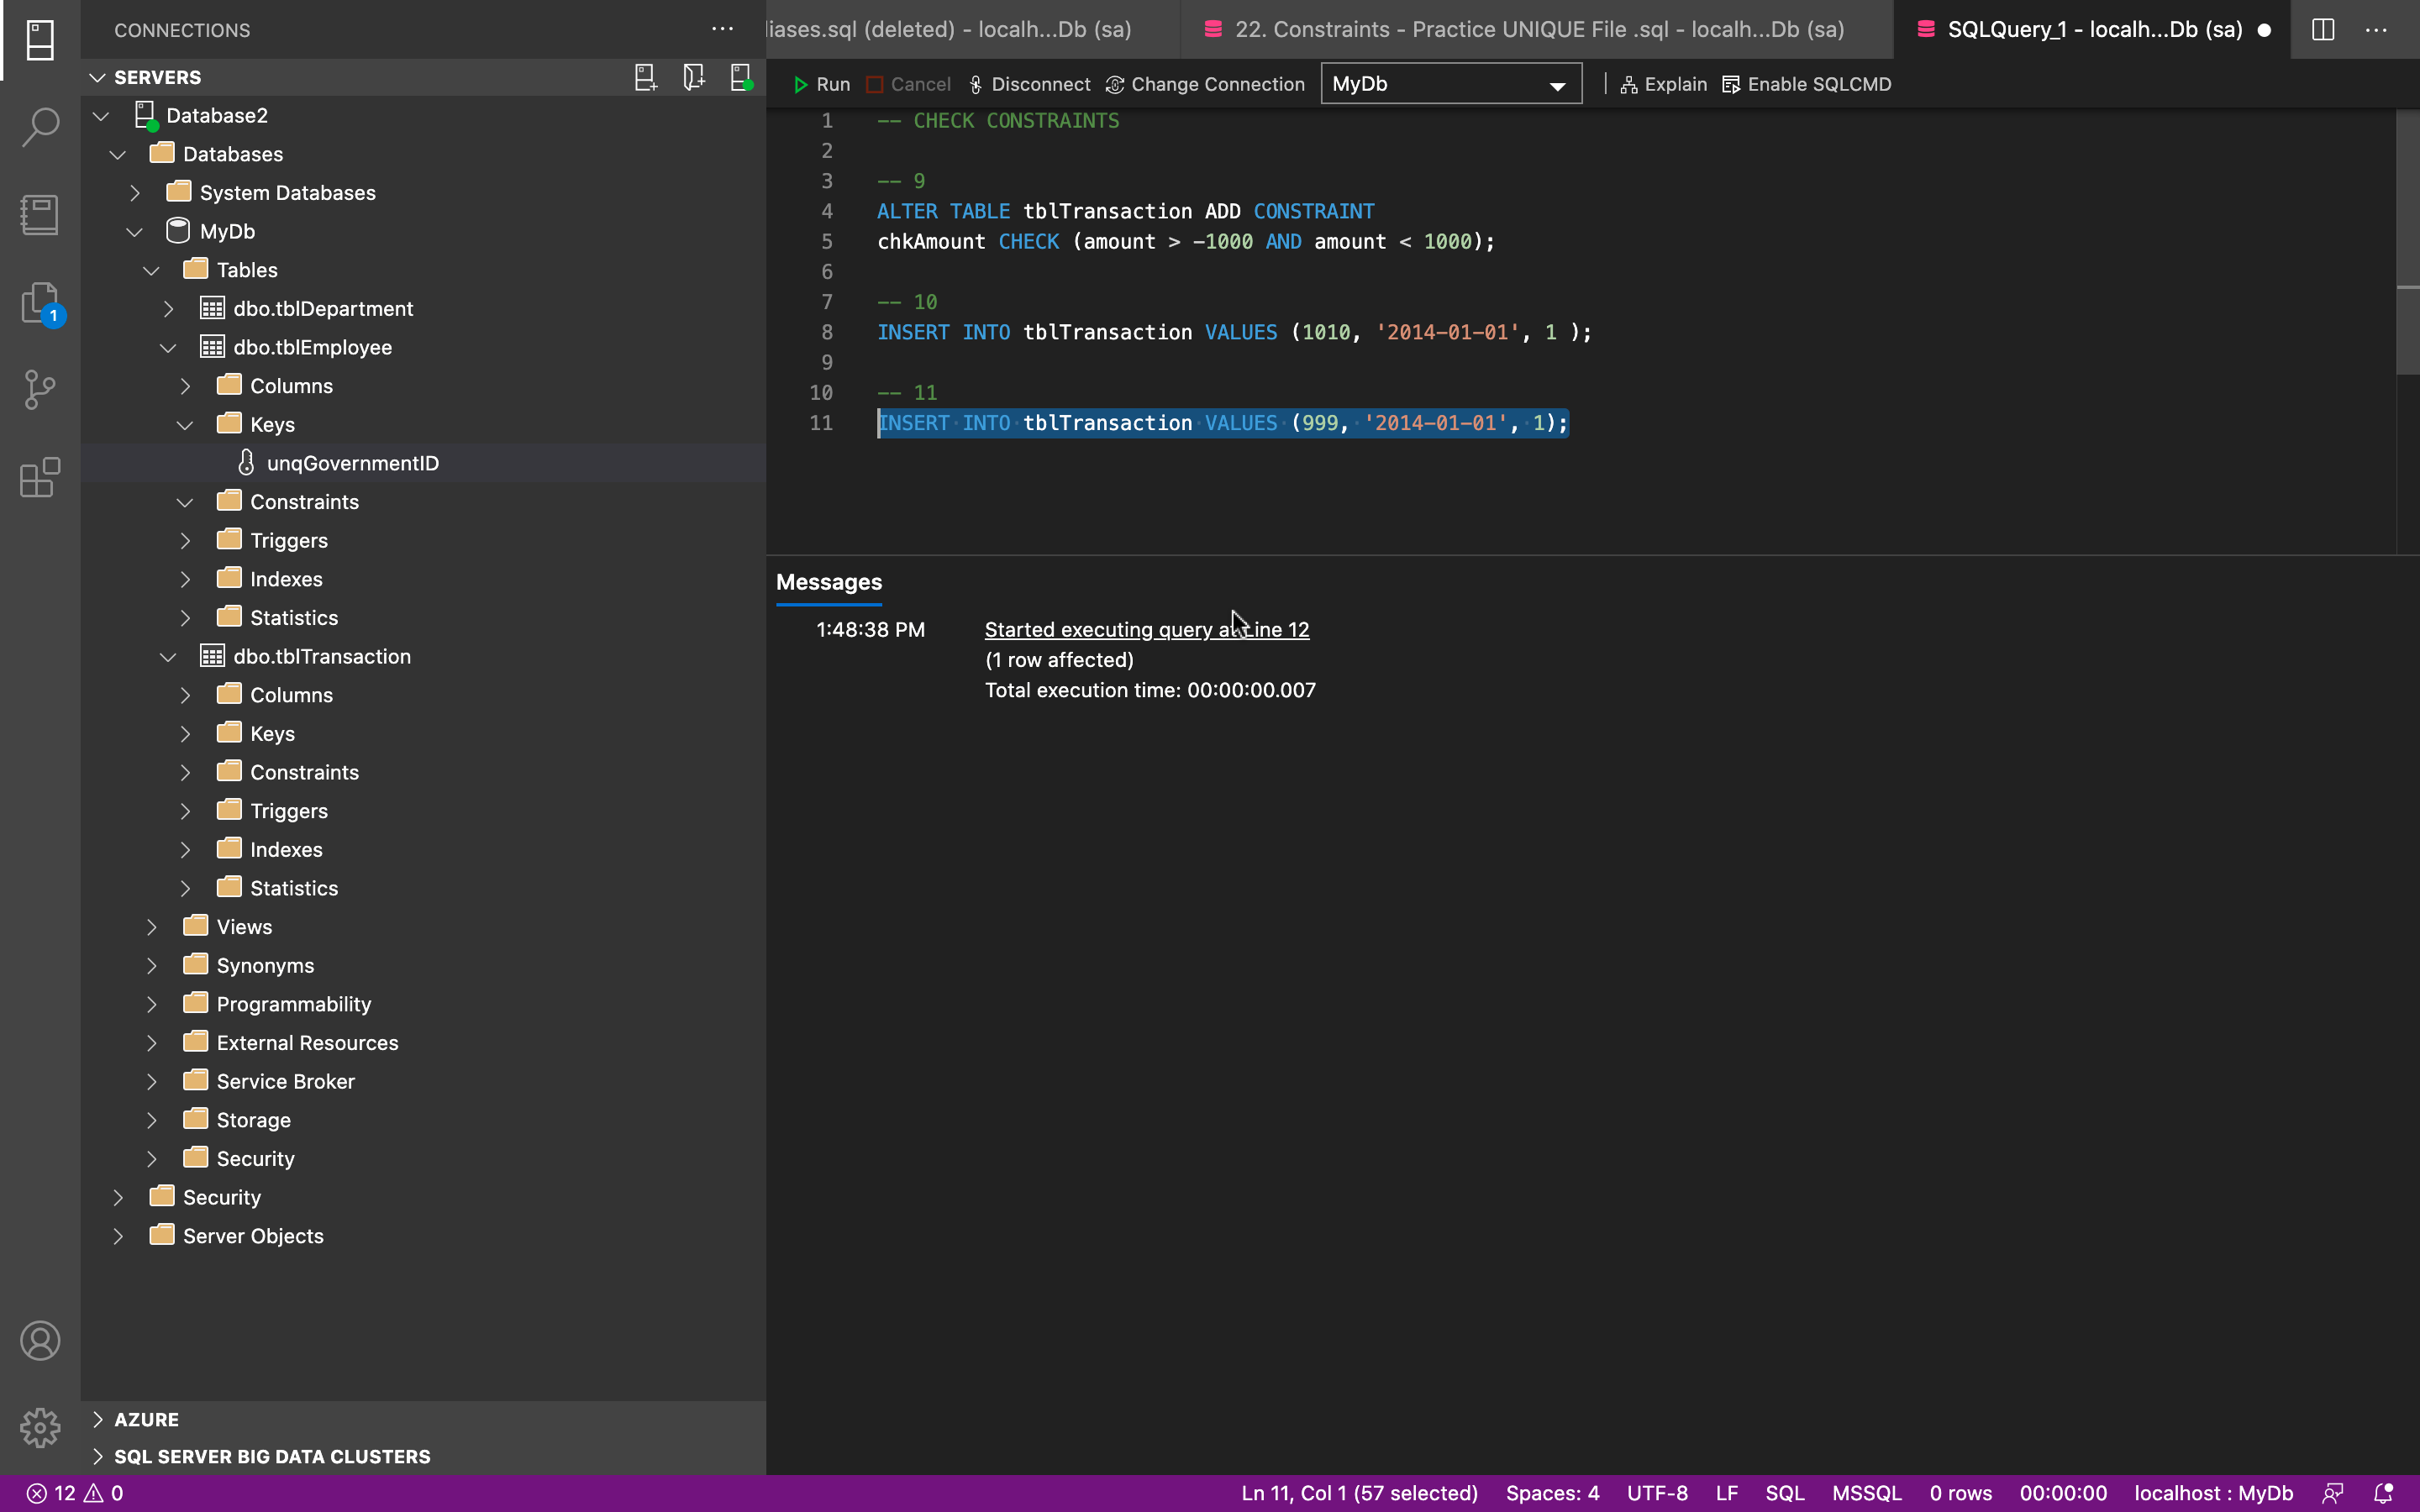 CONNECTIONS
SERVERS
Database2
Databases
System Databases
MyDb
Tables
dbo.tblDepartment
dbo.tblEmployee
Columns
Keys
unqGovernmentID
Constraints
Triggers
Indexes
Statistics
dbo.tblTransaction
Columns
Keys
Constraints
Triggers
Indexes
Statistics
Views
Synonyms
Programmability
External Resources
Service Broker
Storage
Security
Security
Server Objects
AZURE
SQL SERVER BIG DATA CLUSTERS
1
liases.sql (deleted) - localh...Db (sa) 22. Constraints - Practice UNIQUE File .sql - localh...Db (sa) SQLQuery_1 - localh...Db (sa)
Run Cancel Disconnect Change Connection MyDb Explain Enable SQLCMD
1 -- CHECK CONSTRAINTS
2
3 -- 9
4 ALTER TABLE tblTransaction ADD CONSTRAINT
5 chkAmount CHECK (amount > -1000 AND amount < 1000);
6
7 -- 10
8 INSERT INTO tblTransaction VALUES (1010, '2014-01-01', 1 );
9
10 -- 11
11 INSERT INTO tblTransaction VALUES (999, '2014-01-01', 1);
Messages
1:48:38 PM Started executing query at Line 12
(1 row affected)
Total execution time: 00:00:00.007
12 0 Ln 11, Col 1 (57 selected) Spaces: 4 UTF-8 LF SQL MSSQL 0 rows 00:00:00 localhost : MyDb